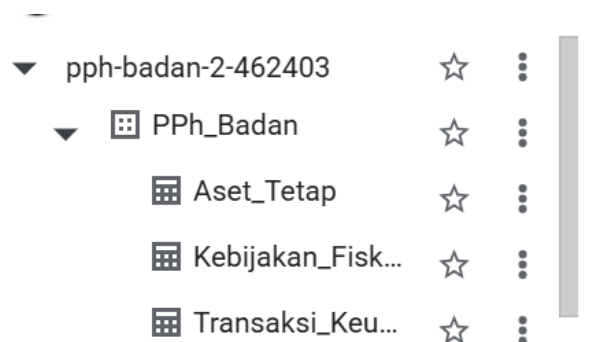 pph-badan-2-462403
PPh_Badan
Aset_Tetap
Kebijakan_Fisk...
Transaksi_Keu...